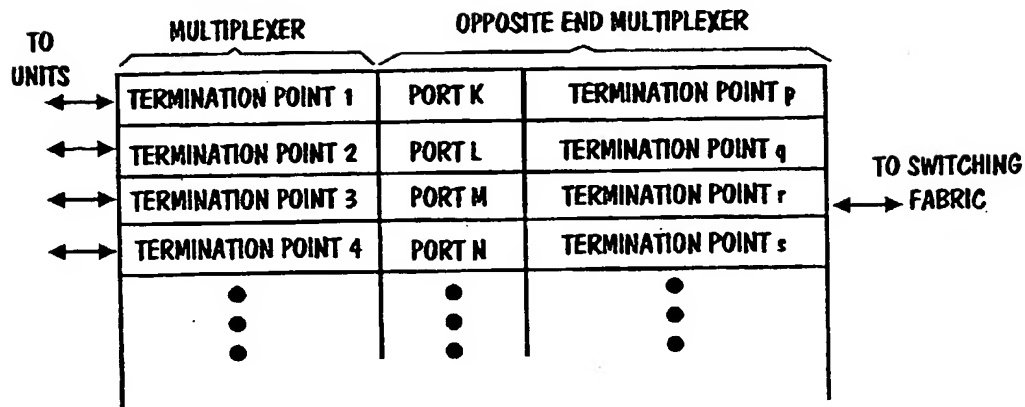 TO
UNITS
MULTIPLEXER
OPPOSITE END MULTIPLEXER
TERMINATION POINT 1 PORT K TERMINATION POINT p
TERMINATION POINT 2 PORT L TERMINATION POINT q
TERMINATION POINT 3 PORT M TERMINATION POINT r
TERMINATION POINT 4 PORT N TERMINATION POINT s
TO SWITCHING
FABRIC